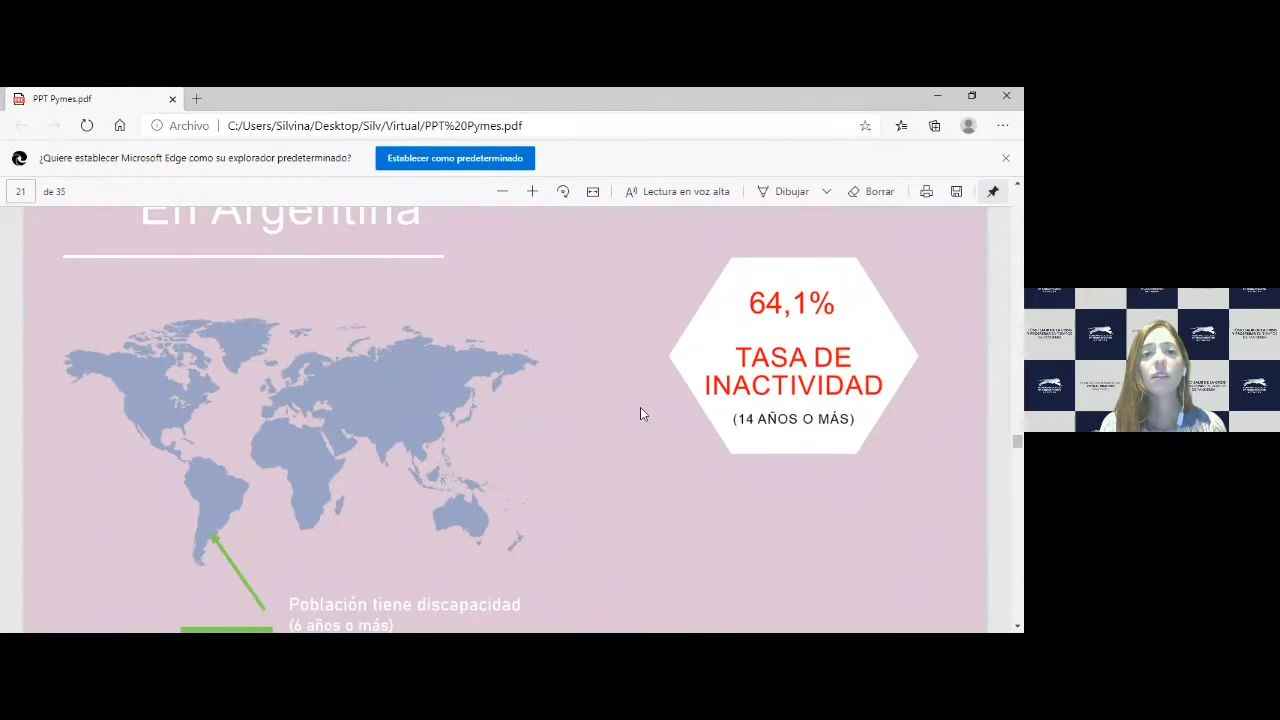 PPT Pymes.pdf
Archivo
C:/Users/Silvina/Desktop/Silv/Virtual/PPT%20Pymes.pdf
¿Quiere establecer Microsoft Edge como su explorador predeterminado?
Establecer como predeterminado
21
de 35
Lectura en voz alta
Dibujar
Borrar
En Argentina
64,1%
TASA DE
INACTIVIDAD
(14 AÑOS O MÁS)
Población tiene discapacidad
(6 años o más)